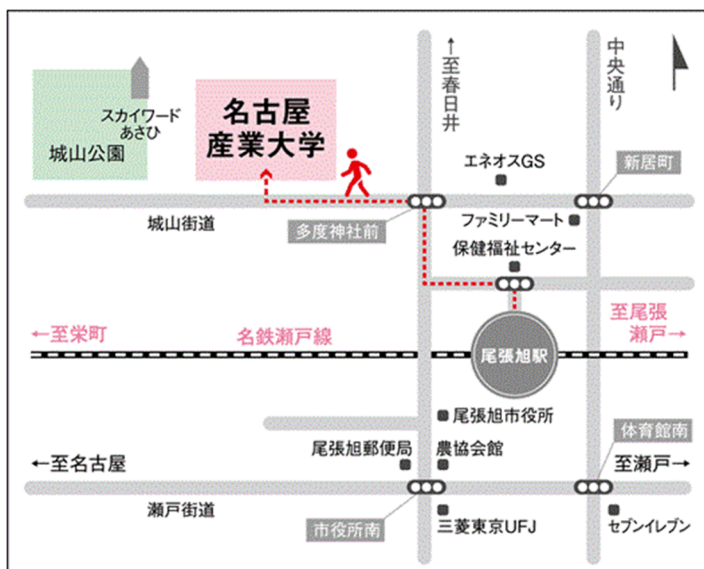 ↑至春日井
中央通り
スカイワード
あさひ
城山公園
名古屋
産業大学
エネオスGS
新居町
城山街道
多度神社前
ファミリーマート
保健福祉センター
←至栄町
名鉄瀬戸線
尾張旭駅
至尾張
瀬戸→
尾張旭市役所
尾張旭郵便局
農協会館
体育館南
←至名古屋
至瀬戸→
瀬戸街道
市役所南
三菱東京UFJ
セブンイレブン